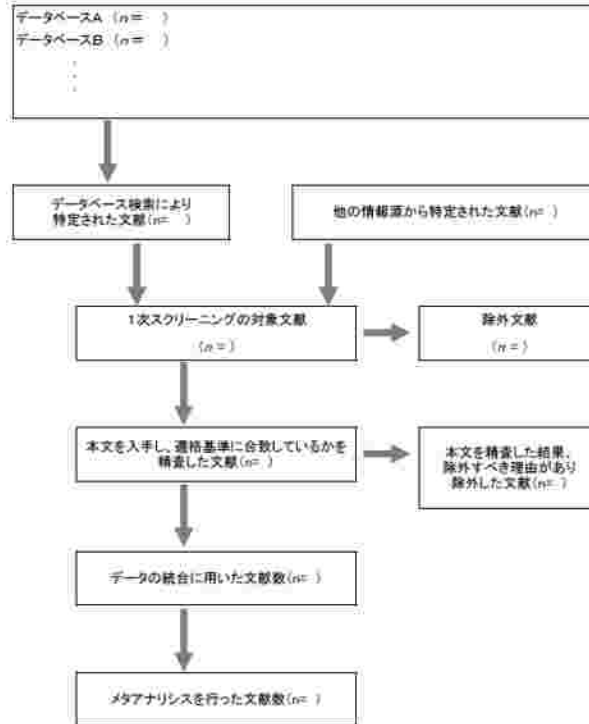 データベースA (n= )
データベースB (n= )
.
.
.
データベース検索により
特定された文献(n= )
他の情報源から特定された文献(n= )
1次スクリーニングの対象文献
(n=)
除外文献
(n=)
本文を入手し、適格基準に合致しているかを
精査した文献(n= )
本文を精査した結果、
除外すべき理由があり
除外した文献(n= )
データの統合に用いた文献数(n= )
メタアナリシスを行った文献数(n= )